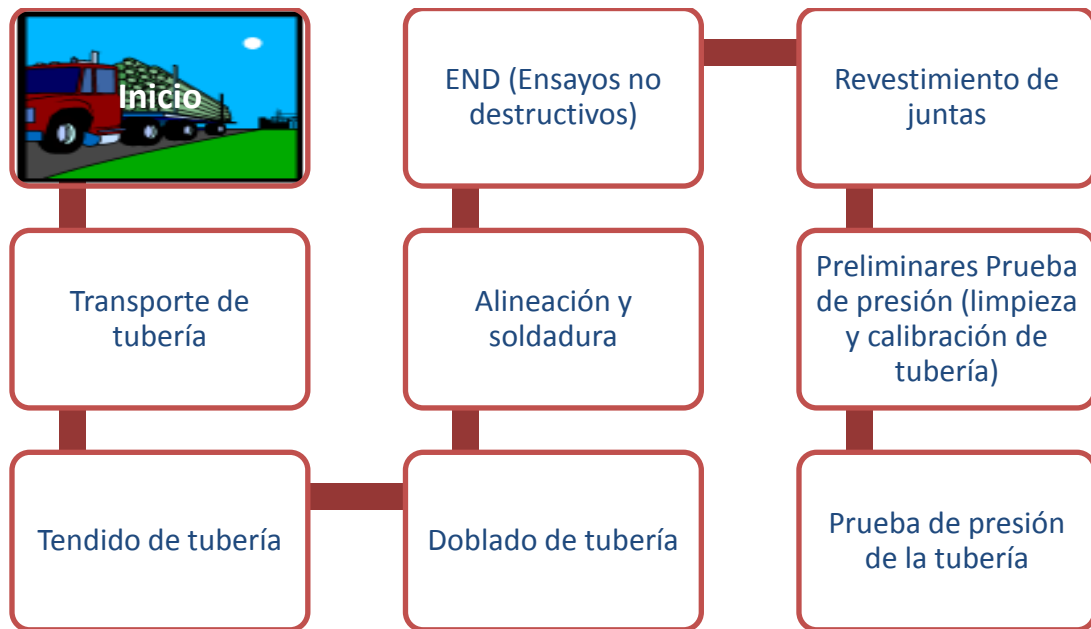 Inicio
Transporte de
tubería
Tendido de tubería
Doblado de tubería
Alineación y
soldadura
END (Ensayos no
destructivos)
Revestimiento de
juntas
Preliminares Prueba
de presión (limpieza
y calibración de
tubería)
Prueba de presión
de la tubería